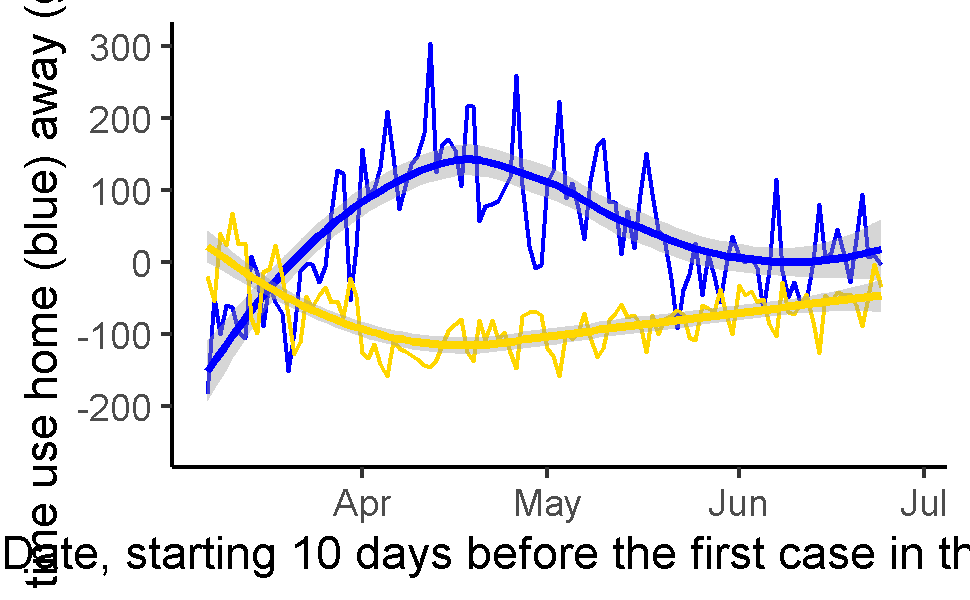 time use home (blue) away (
300
200
100
0
-100
-200
Apr May Jun Jul
Date, starting 10 days before the first case in th